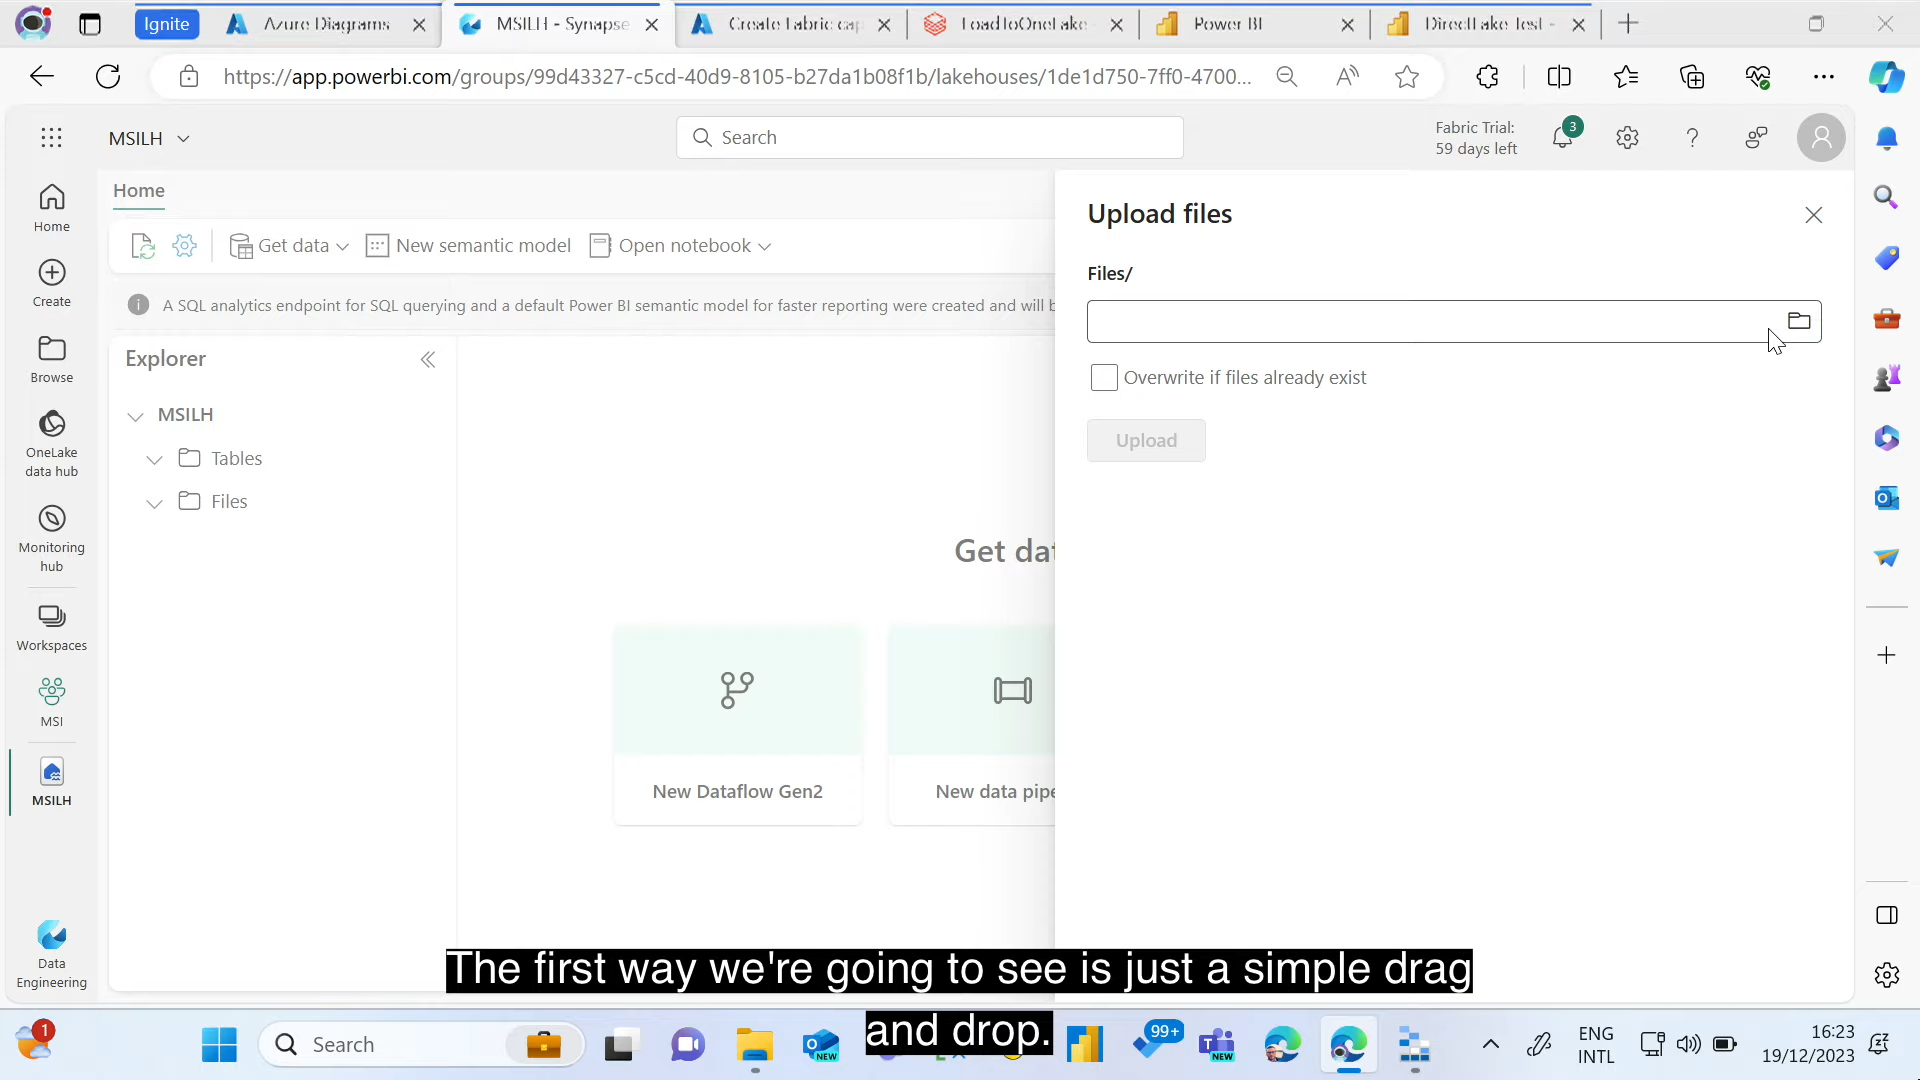 Ignite
Azure Diagrams
MSILH - Synapse
Create Fabric cap
LoadToOneLake
Power BI
DirectLake Test -
https://app.powerbi.com/groups/99d43327-c5cd-40d9-8105-b27da1b08f1b/lakehouses/1de1d750-7ff0-4700...
MSILH
Search
Fabric Trial:
59 days left
3
Home
Home
Create
Browse
OneLake
data hub
Monitoring
hub
Workspaces
MSI
MSILH
Data
Engineering
Get data
New semantic model
Open notebook
A SQL analytics endpoint for SQL querying and a default Power BI semantic model for faster reporting were created and will b
Explorer
MSILH
Tables
Files
Get dat
New Dataflow Gen2
New data pipe
Upload files
Files/
Overwrite if files already exist
Upload
The first way we're going to see is just a simple drag
and drop.
1
Search
NEW
99+
NEW
ENG
INTL
16:23
19/12/2023